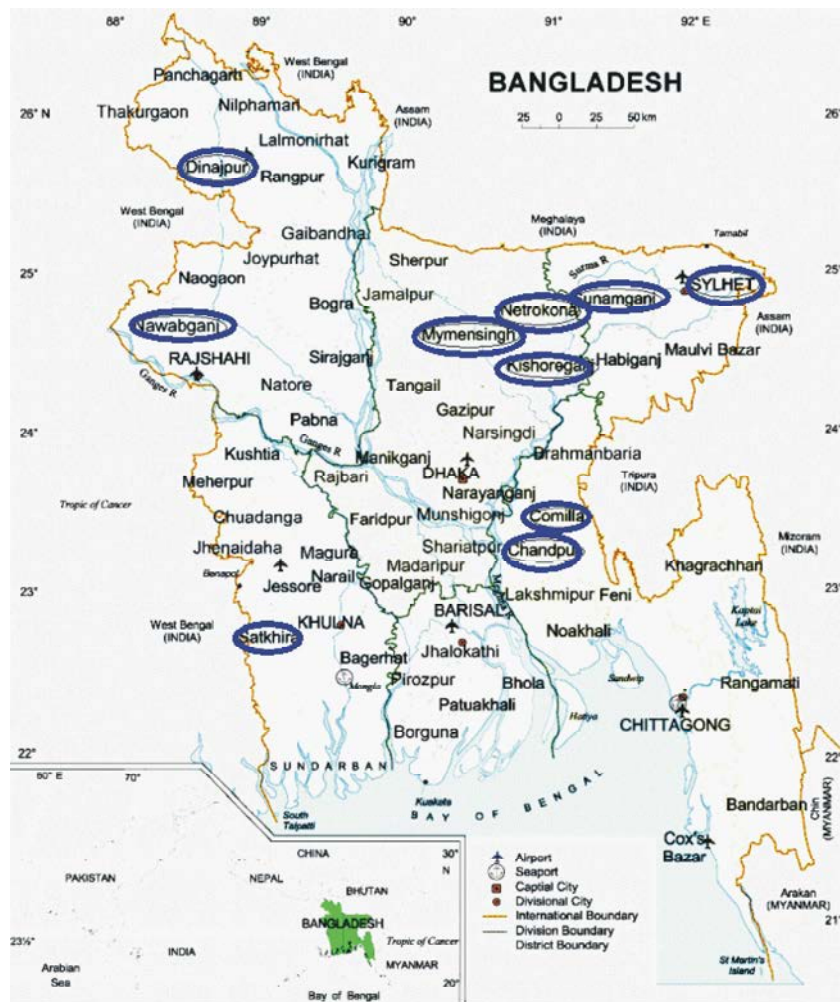 88° 89° 90° 91° 92° E
BANGLADESH
25 0 25 50 km
26° N
26°
West Bengal
(INDIA)
Panchagarh
Nilphamari
Thakurgaon
Assam
(INDIA)
Lalmonirhat
Kurigram
Dinajpur
Rangpur
West Bengal
(INDIA)
Meghalaya
(INDIA)
Tamabil
Gaibandha
Joypurhat
Sherpur
Surma R
25°
25°
Naogaon
Jamalpur
Bogra
Netrokona
Sunamganj
SYLHET
Assam
(INDIA)
Nawabganj
Mymensingh
Kishoregan
Habiganj
Maulvi Bazar
RAJSHAHI
Sirajganj
Ganges R
Natore
Tangail
Gazipur
Pabna
Narsingdi
24°
24°
Kushtia
Ganges R
Manikganj
Brahmanbaria
DHAKA
Meherpur
Rajbari
Tripura
(INDIA)
Narayanganj
Tropic of Cancer
Chuadanga
Faridpur
Munshigonj
Comilla
Mizoram
(INDIA)
Jhenaidaha
Magura
Shariatpur
Chandpu
Khagrachhari
Madaripur
Benapol
Jessore
Narail
Gopalganj
23°
23°
Lakshmipur
Feni
Kaptai
Lake
West Bengal
(INDIA)
KHULNA
BARISAL
Satkhira
Noakhali
Bagerhat
Jhalokathi
Sandwip
Rangamati
Mongla
Pirozpur
Bhola
Patuakhali
Hatiya
CHITTAGONG
Borguna
22°
22°
SUNDARBAN
Kuakata
BAY OF BENGAL
Bandarban
Chin
(MYANMAR)
South
Talpatti
Cox's
Bazar
Arakan
(MYANMAR)
21°
St Martin's
Island
60° E 70°
CHINA
30°
N
PAKISTAN
NEPAL
BHUTAN
BANGLADESH
23½°
Tropic of Cancer
INDIA
MYANMAR
Arabian
Sea
20°
Bay of Bengal
Airport
Seaport
Captial City
Divisional City
International Boundary
Division Boundary
District Boundary